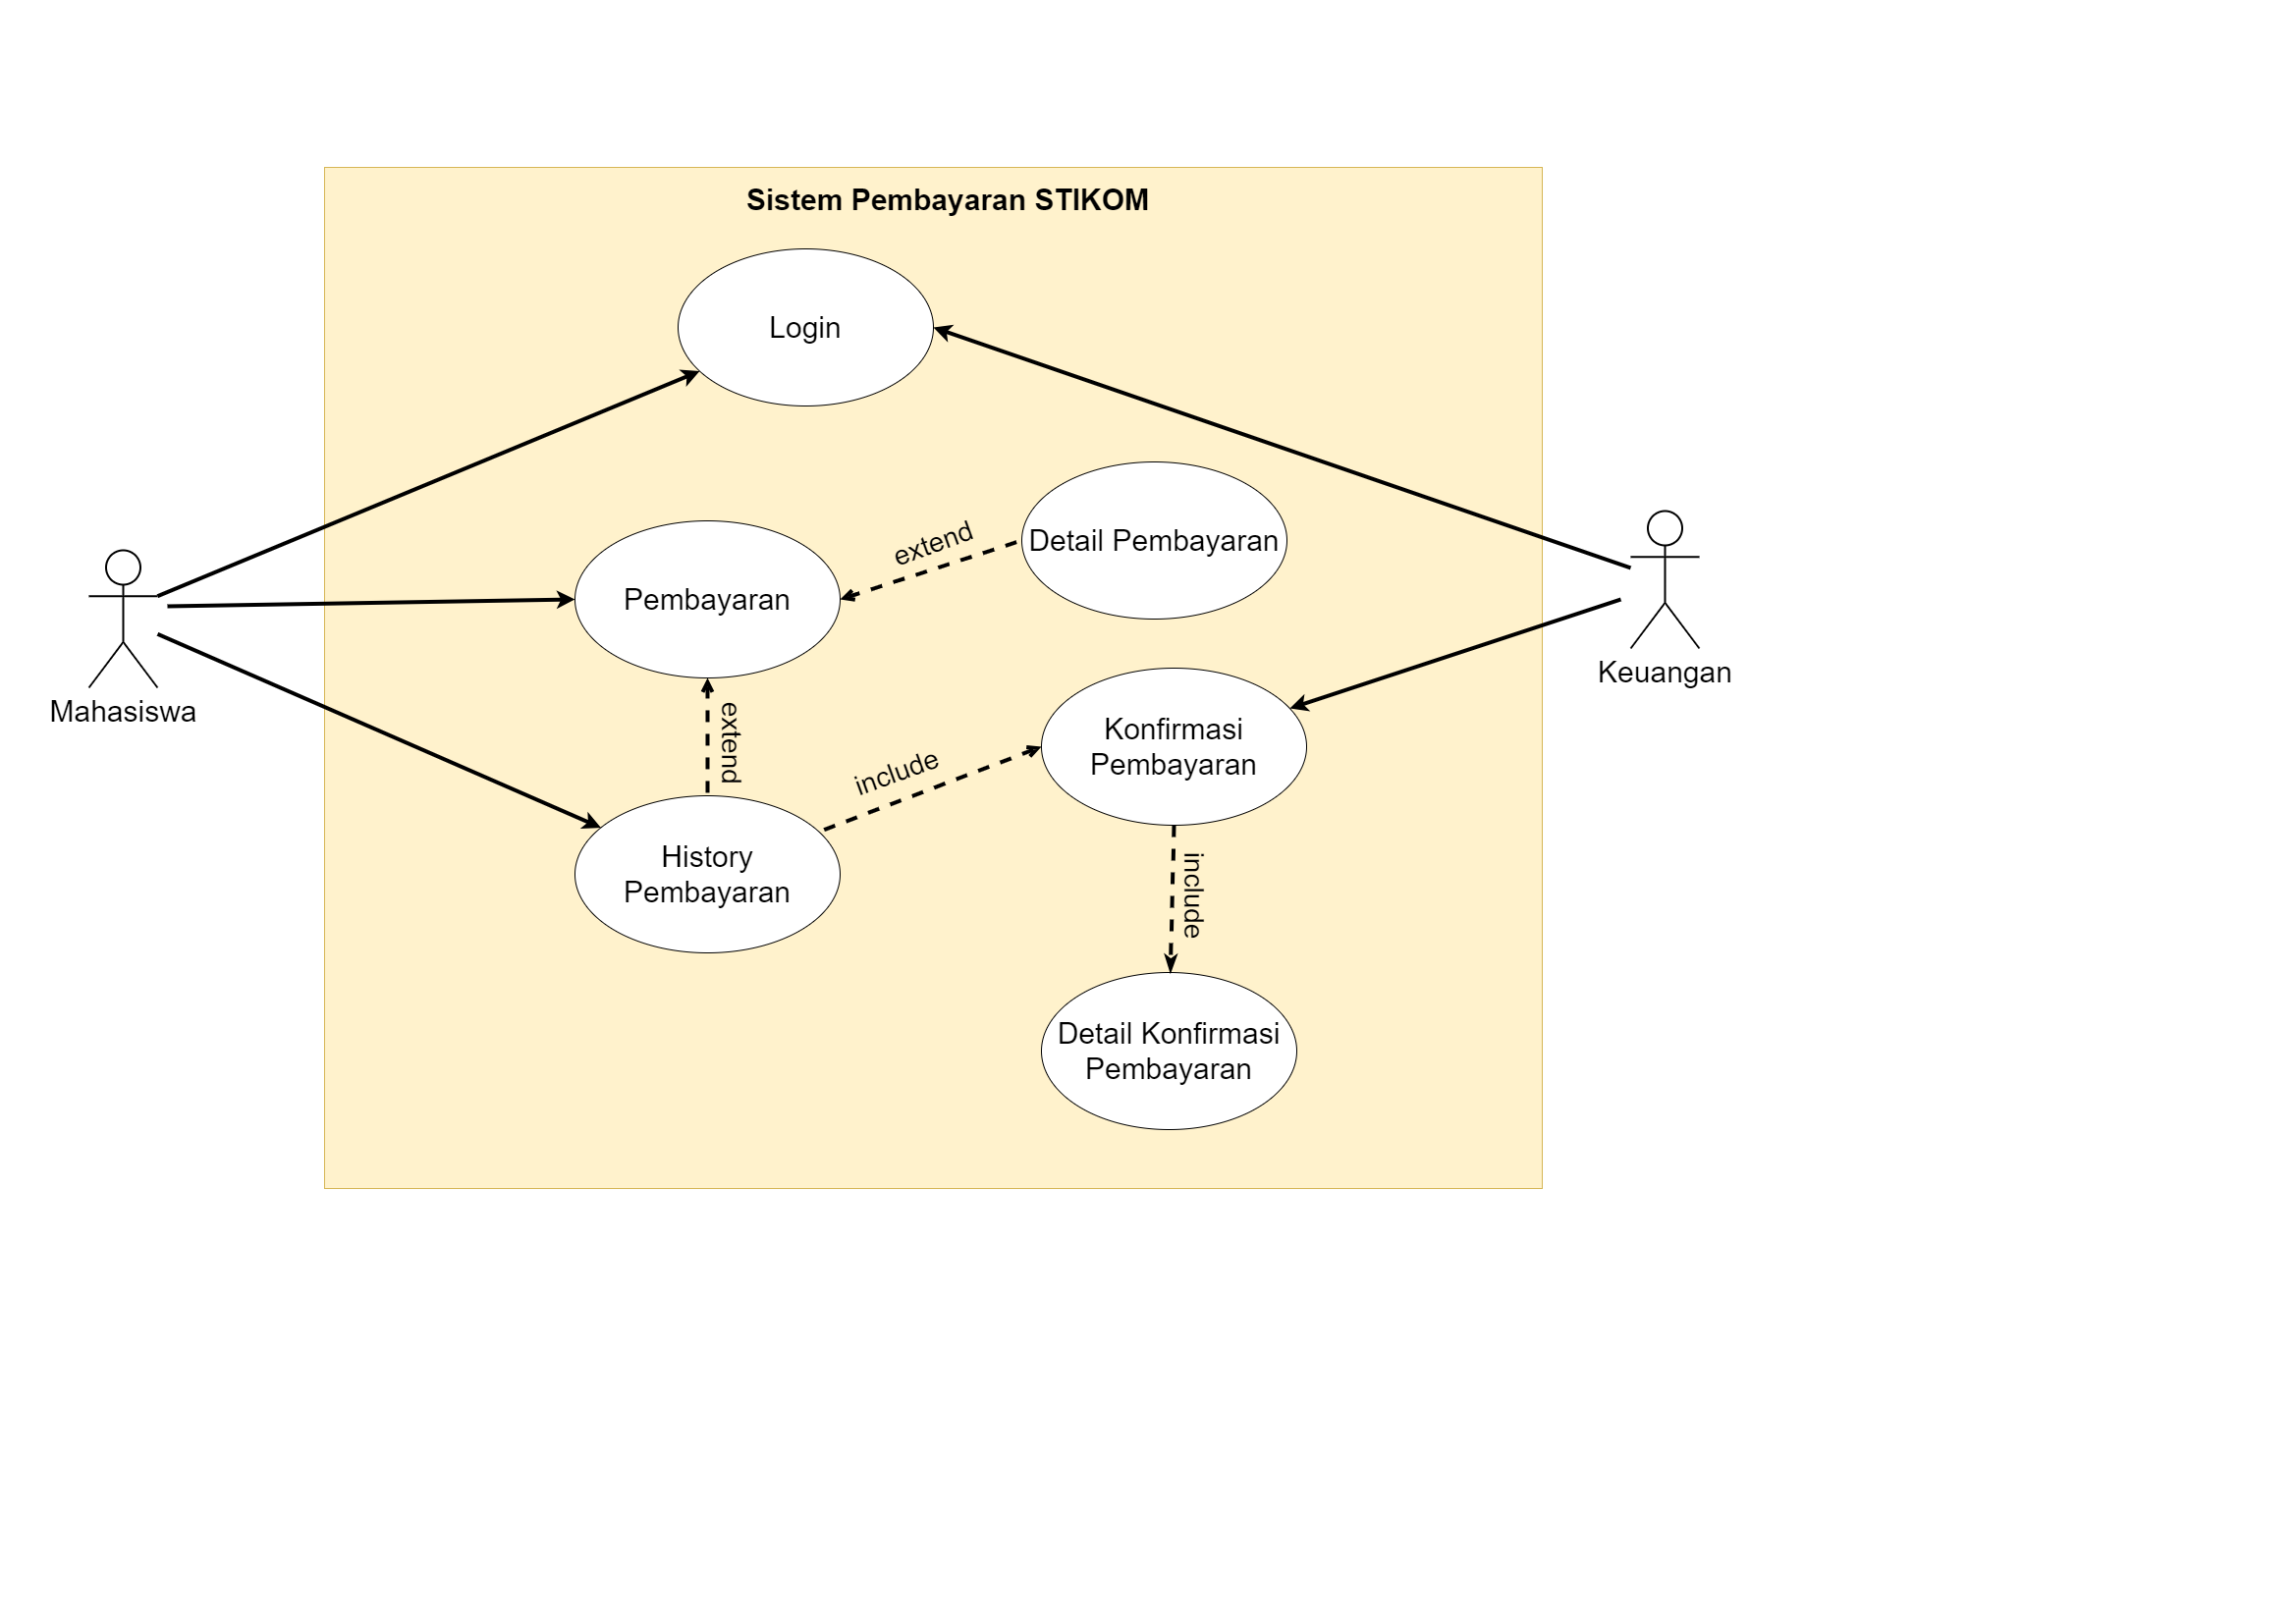 Sistem Pembayaran STIKOM
Login
extend
Detail Pembayaran
Pembayaran
Mahasiswa
Keuangan
extend
include
Konfirmasi
Pembayaran
History
Pembayaran
include
Detail Konfirmasi
Pembayaran